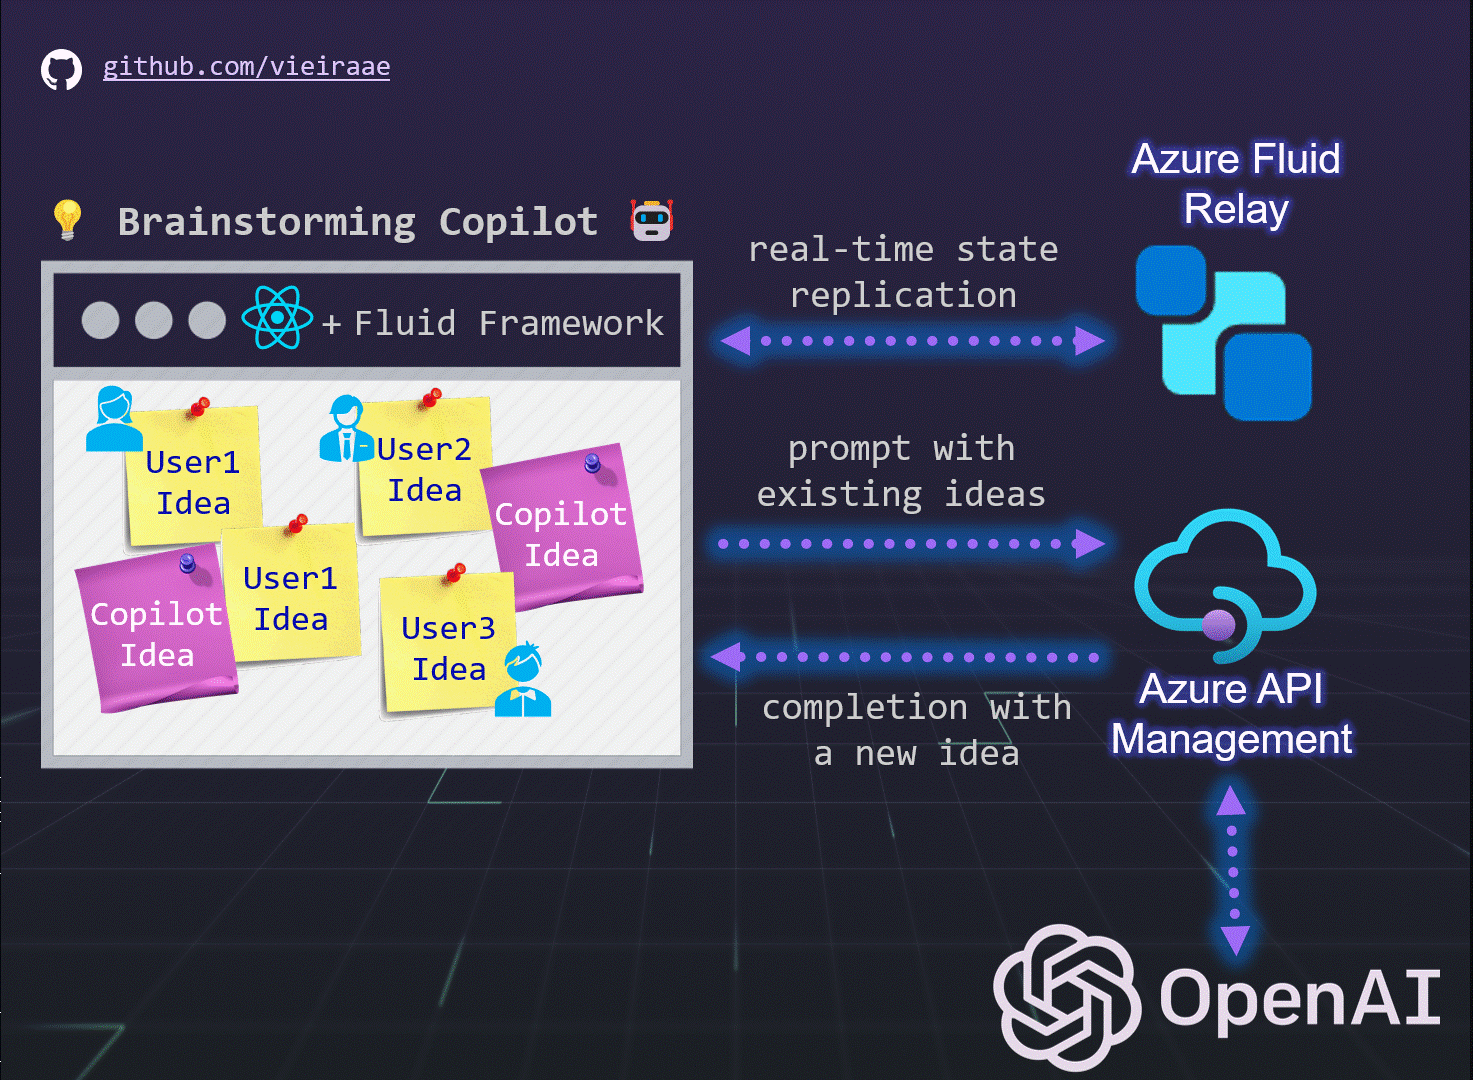 github.com/vieiraae
Azure Fluid
Relay
Brainstorming Copilot
real-time state
replication
+ Fluid Framework
User1
Idea
User2
Idea
Copilot
Idea
prompt with
existing ideas
Copilot
Idea
User1
Idea
User3
Idea
completion with
a new idea
Azure API
Management
OpenAI